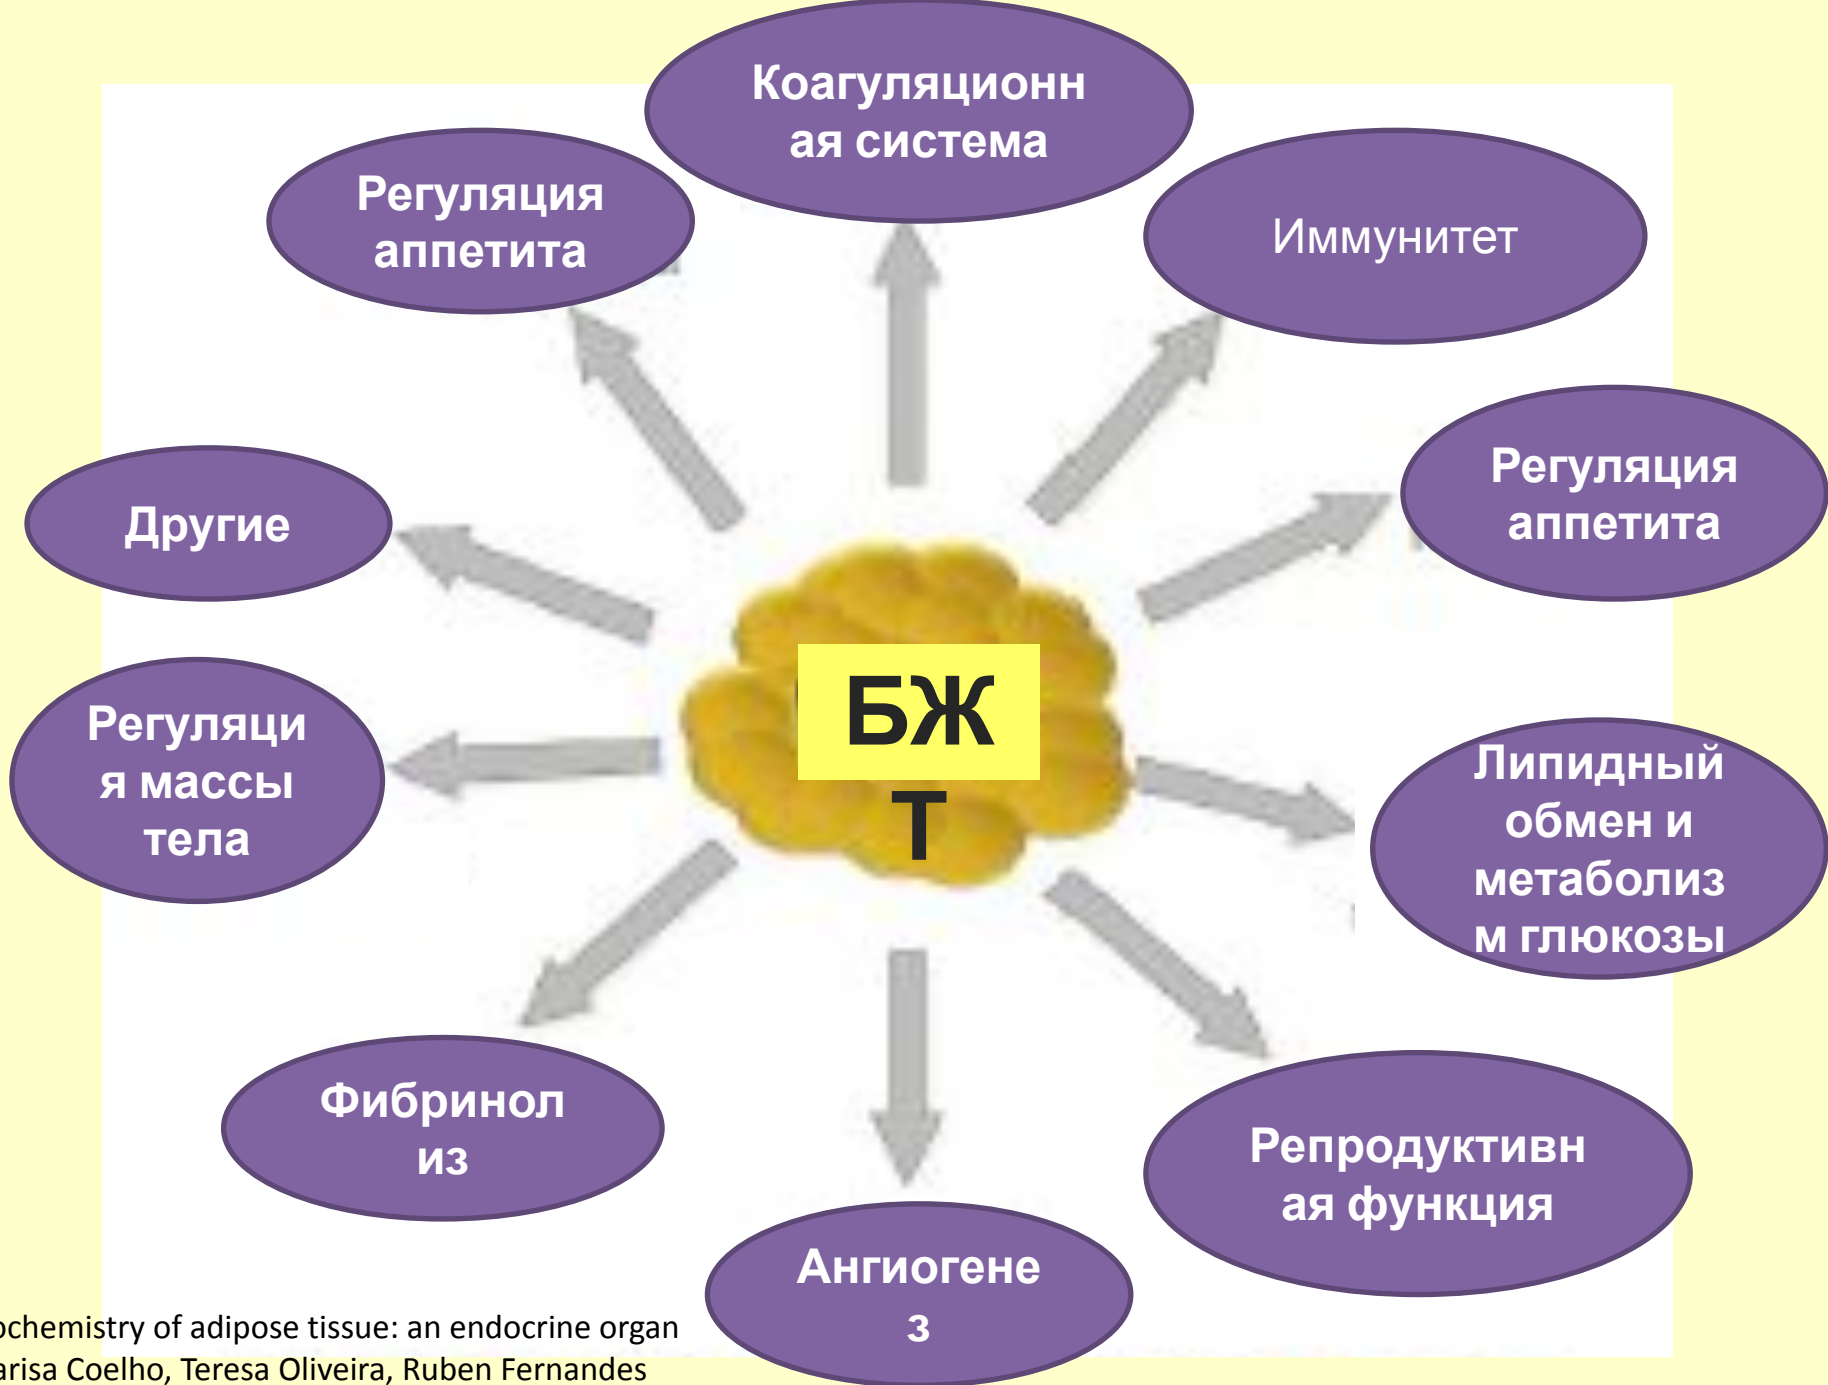 Коагуляционн
ая система
Регуляция
аппетита
Иммунитет
Регуляция
аппетита
Другие
БЖ
Т
Регуляци
я массы
тела
Липидный
обмен и
метаболиз
м глюкозы
Фибринол
из
Репродуктивн
ая функция
Ангиогене
з
ochemistry of adipose tissue: an endocrine organ
arisa Coelho, Teresa Oliveira, Ruben Fernandes